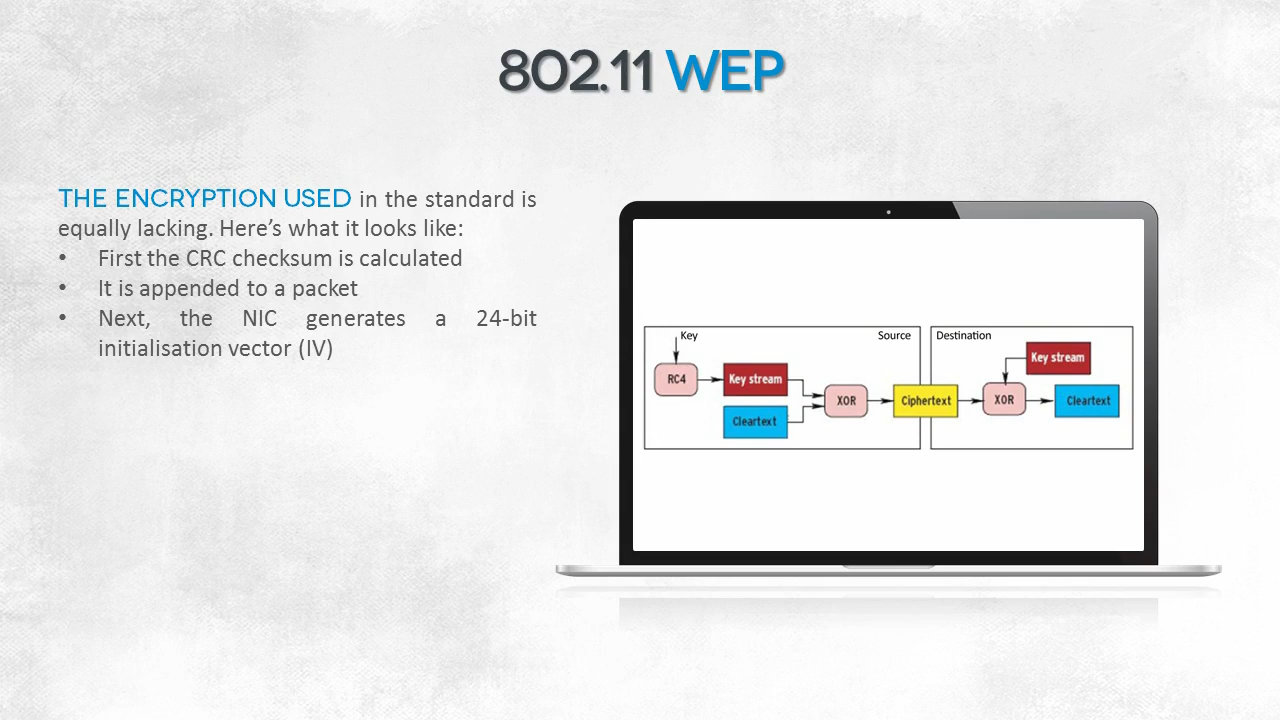 802.11 WEP
THE ENCRYPTION USED in the standard is
equally lacking. Here's what it looks like:
• First the CRC checksum is calculated
• It is appended to a packet
• Next, the NIC generates a 24-bit
initialisation vector (IV)
Key
Source
Destination
RC4
Key stream
Cleartext
XOR
Ciphertext
XOR
Key stream
Cleartext